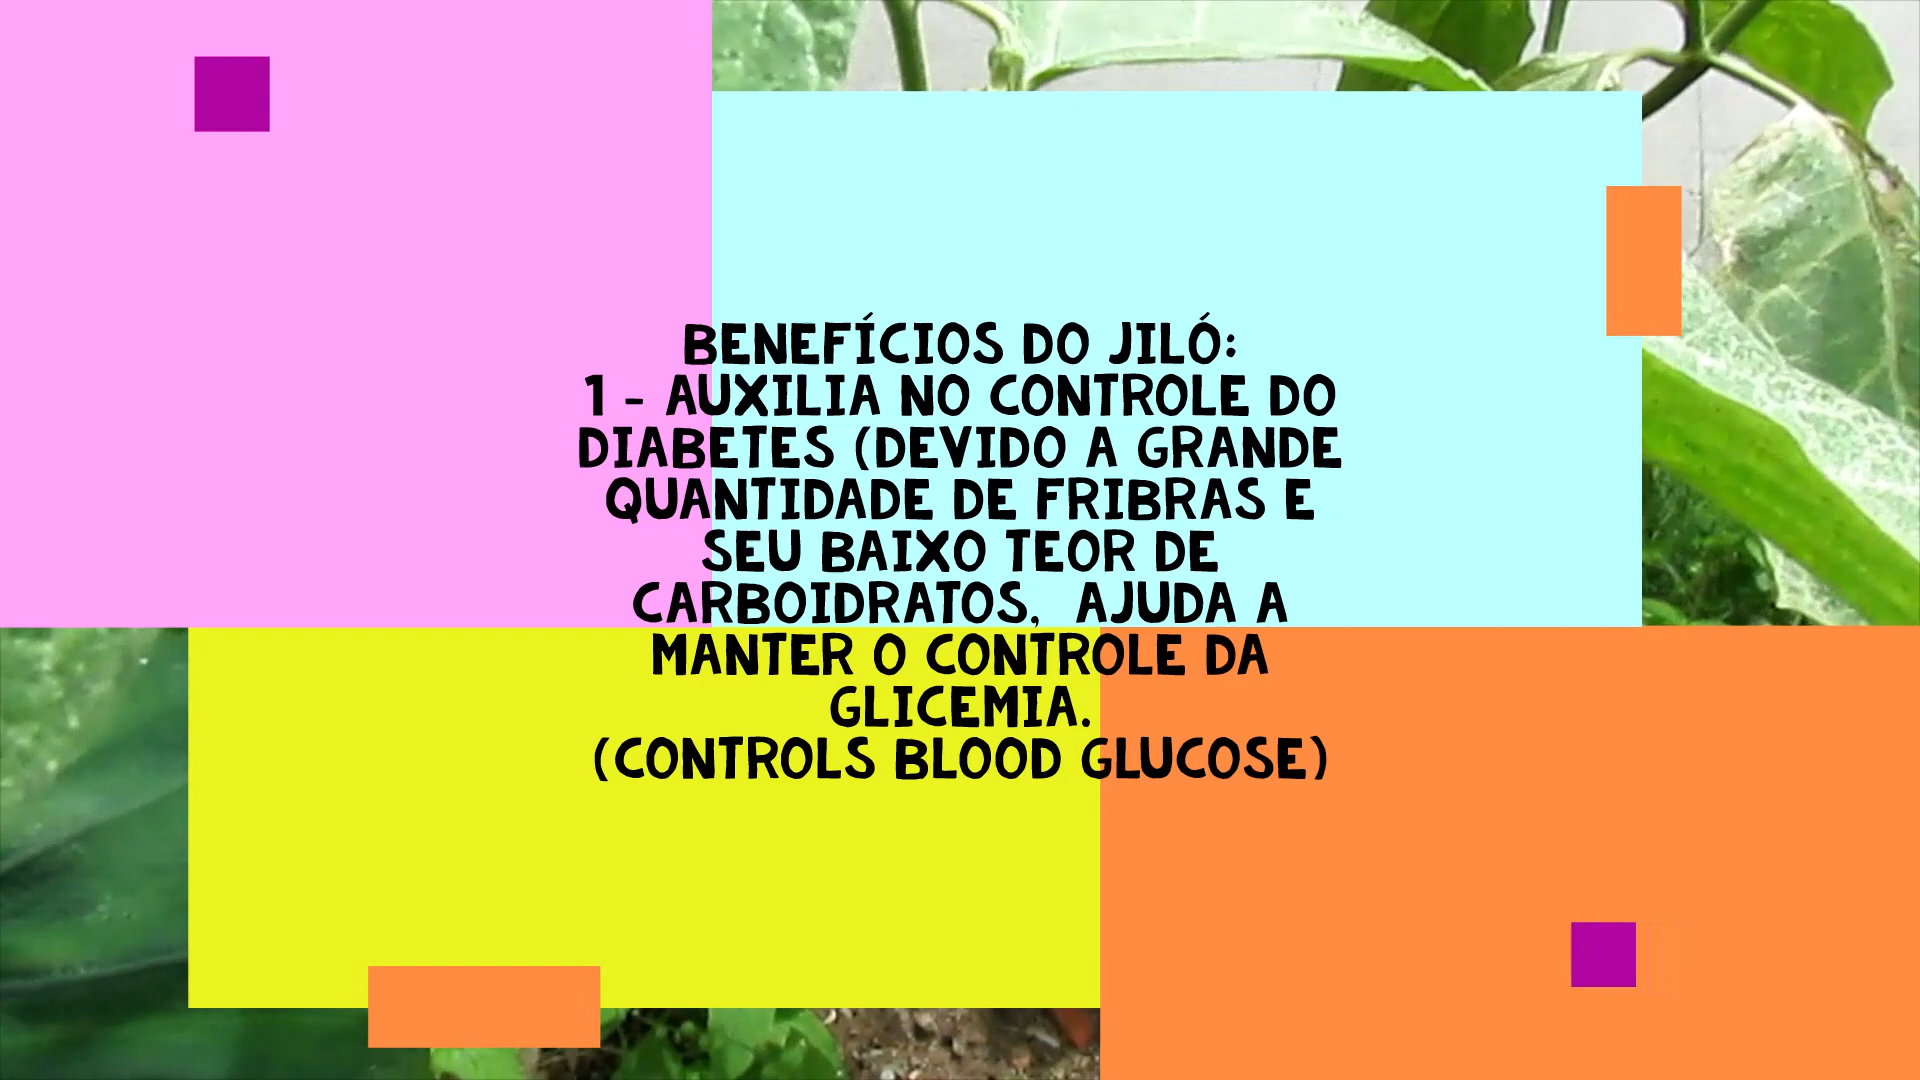 BENEFÍCIOS DO JILÓ:
1 - AUXILIA NO CONTROLE DO
DIABETES (DEVIDO A GRANDE
QUANTIDADE DE FRIBRAS E
SEU BAIXO TEOR DE
CARBOIDRATOS, AJUDA A
MANTER O CONTROLE DA
GLICEMIA.
(CONTROLS BLOOD GLUCOSE)